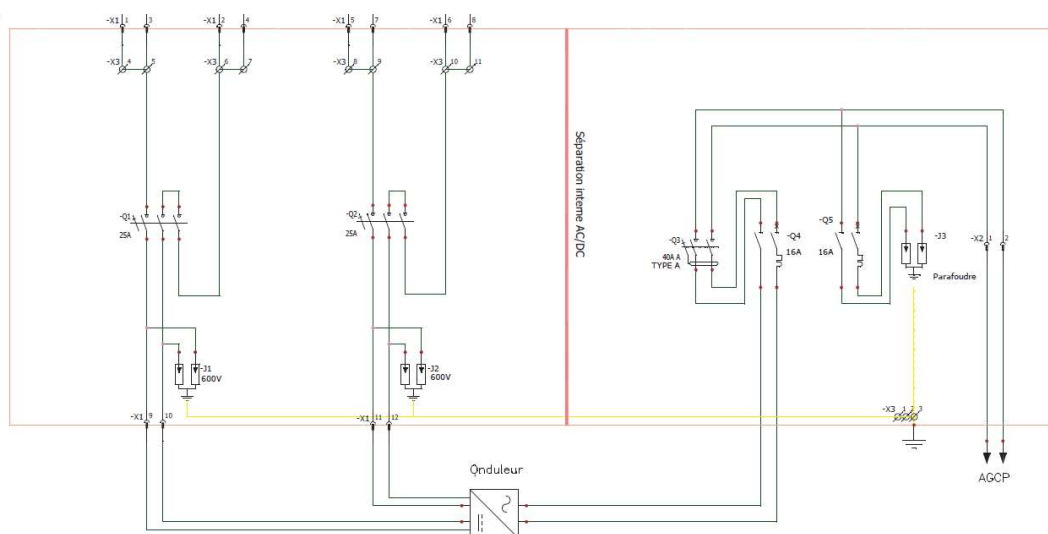 -X1 1 3 -X1 2 4 -X1 5 7 -X1 6 8
-X3 4 5 -X3 6 7 -X3 8 9 -X3 10 11
Séparation interne AC/DC
-Q1
25A
-Q2
25A
-Q3
40A A
TYPE A
-Q4
16A
-Q5
16A
-J3
Parafoudre
-X2 1 2
-J1
600V
-J2
600V
-X1 9 10 -X1 11 12
-X3 1 2 3
Onduleur
AGCP